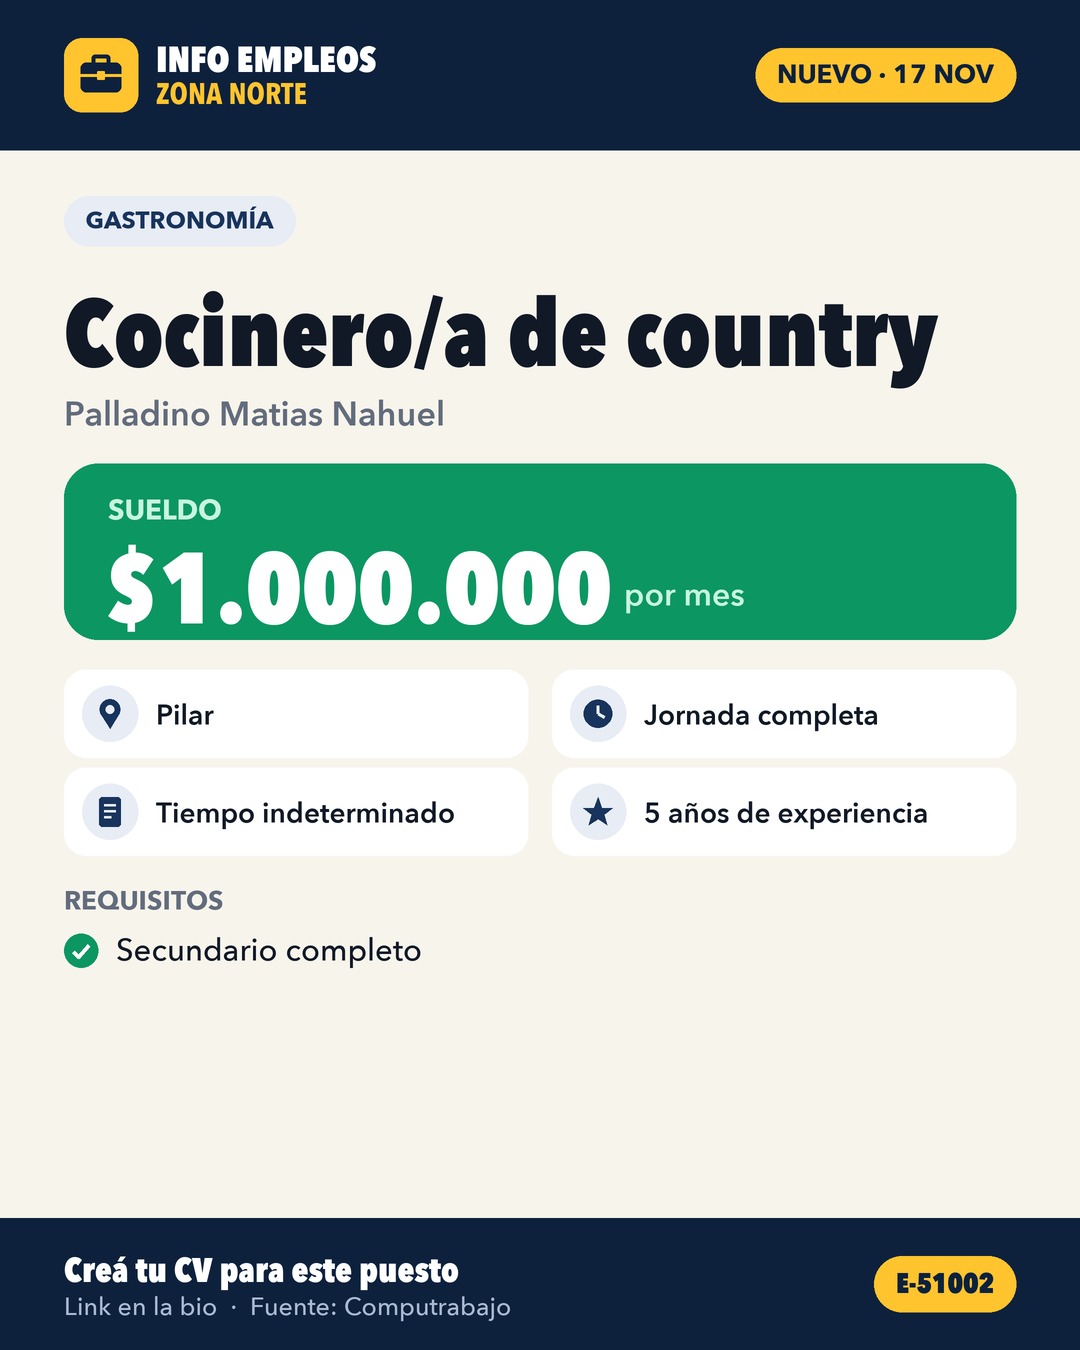 INFO EMPLEOS
ZONA NORTE
NUEVO · 17 NOV
GASTRONOMÍA
Cocinero/a de country
Palladino Matias Nahuel
SUELDO
$1.000.000 por mes
Pilar
Jornada completa
Tiempo indeterminado
5 años de experiencia
REQUISITOS
Secundario completo
Creá tu CV para este puesto
Link en la bio · Fuente: Computrabajo
E-51002